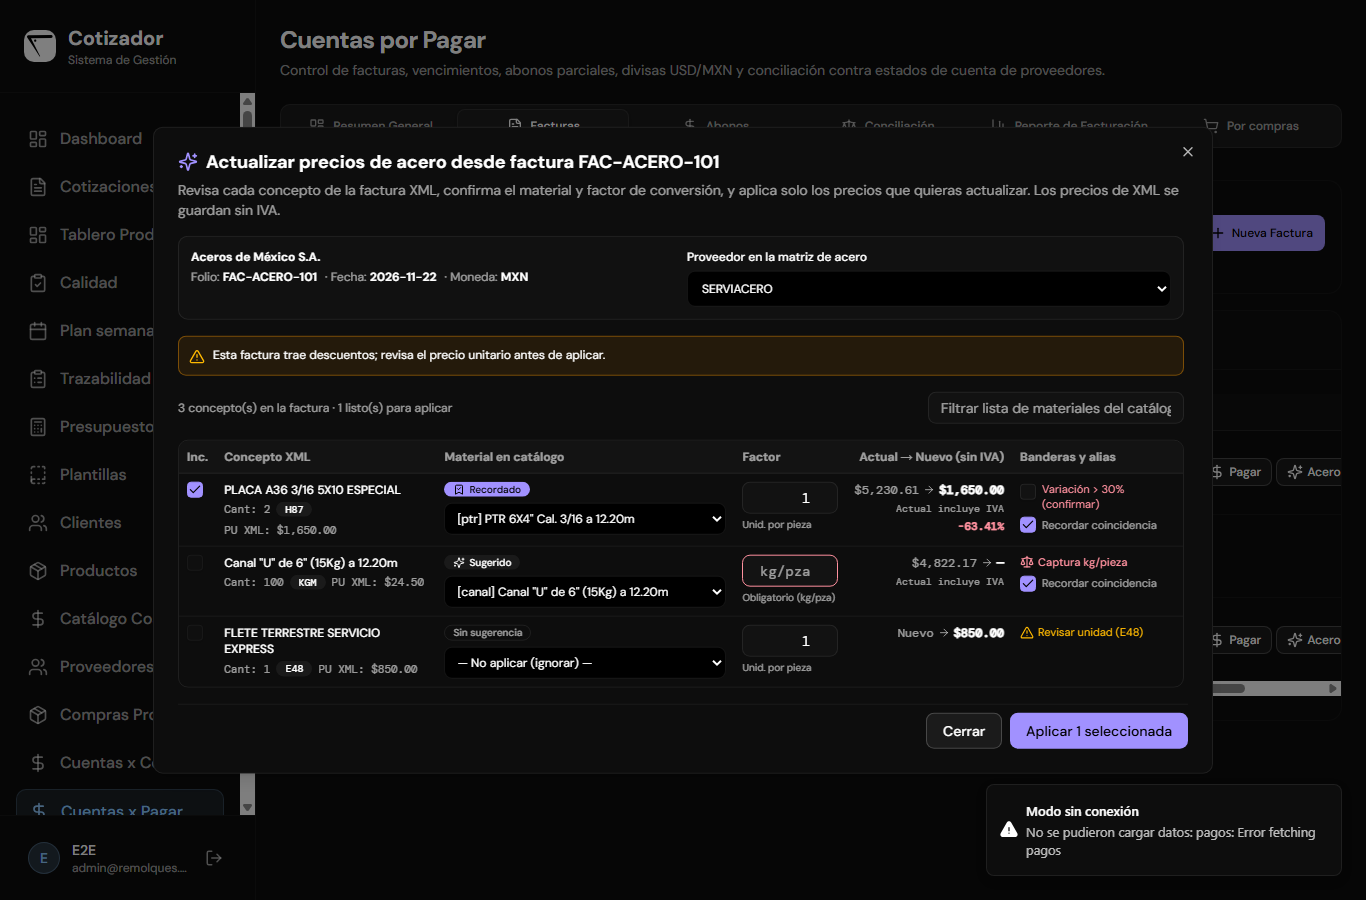 Cotizador
Sistema de Gestión
Cuentas por Pagar
Control de facturas, vencimientos, abonos parciales, divisas USD/MXN y conciliación contra estados de cuenta de proveedores.
Resumen General
Facturas
Abonos
Conciliación
Reporte de Facturación
Por compras
Dashboard
Cotizaciones
Tablero Prod
Calidad
Plan semana
Trazabilidad
Presupuesto
Plantillas
Clientes
Productos
Catálogo Co
Proveedores
Compras Pro
Cuentas x C
Cuentas x Pagar
E
E2E
admin@remolques....
+ Nueva Factura
$ Pagar
Acero
$ Pagar
Acero
Actualizar precios de acero desde factura FAC-ACERO-101
Revisa cada concepto de la factura XML, confirma el material y factor de conversión, y aplica solo los precios que quieras actualizar. Los precios de XML se
guardan sin IVA.
Aceros de México S.A.
Folio: FAC-ACERO-101 · Fecha: 2026-11-22 · Moneda: MXN
Proveedor en la matriz de acero
SERVIACERO
Esta factura trae descuentos; revisa el precio unitario antes de aplicar.
3 concepto(s) en la factura · 1 listo(s) para aplicar
Filtrar lista de materiales del catálog
Inc. Concepto XML Material en catálogo Factor Actual → Nuevo (sin IVA) Banderas y alias
PLACA A36 3/16 5X10 ESPECIAL
Cant: 2 H87
PU XML: $1,650.00
Recordado
[ptr] PTR 6X4" Cal. 3/16 a 12.20m
1
Unid. por pieza
$5,230.61 → $1,650.00
Actual incluye IVA
-63.41%
Variación > 30%
(confirmar)
Recordar coincidencia
Canal "U" de 6" (15Kg) a 12.20m
Cant: 100 KGM PU XML: $24.50
Sugerido
[canal] Canal "U" de 6" (15Kg) a 12.20m
kg/pza
Obligatorio (kg/pza)
$4,822.17 → —
Actual incluye IVA
Captura kg/pieza
Recordar coincidencia
FLETE TERRESTRE SERVICIO
EXPRESS
Cant: 1 E48 PU XML: $850.00
Sin sugerencia
— No aplicar (ignorar) —
1
Unid. por pieza
Nuevo → $850.00
Revisar unidad (E48)
Cerrar
Aplicar 1 seleccionada
Modo sin conexión
No se pudieron cargar datos: pagos: Error fetching
pagos